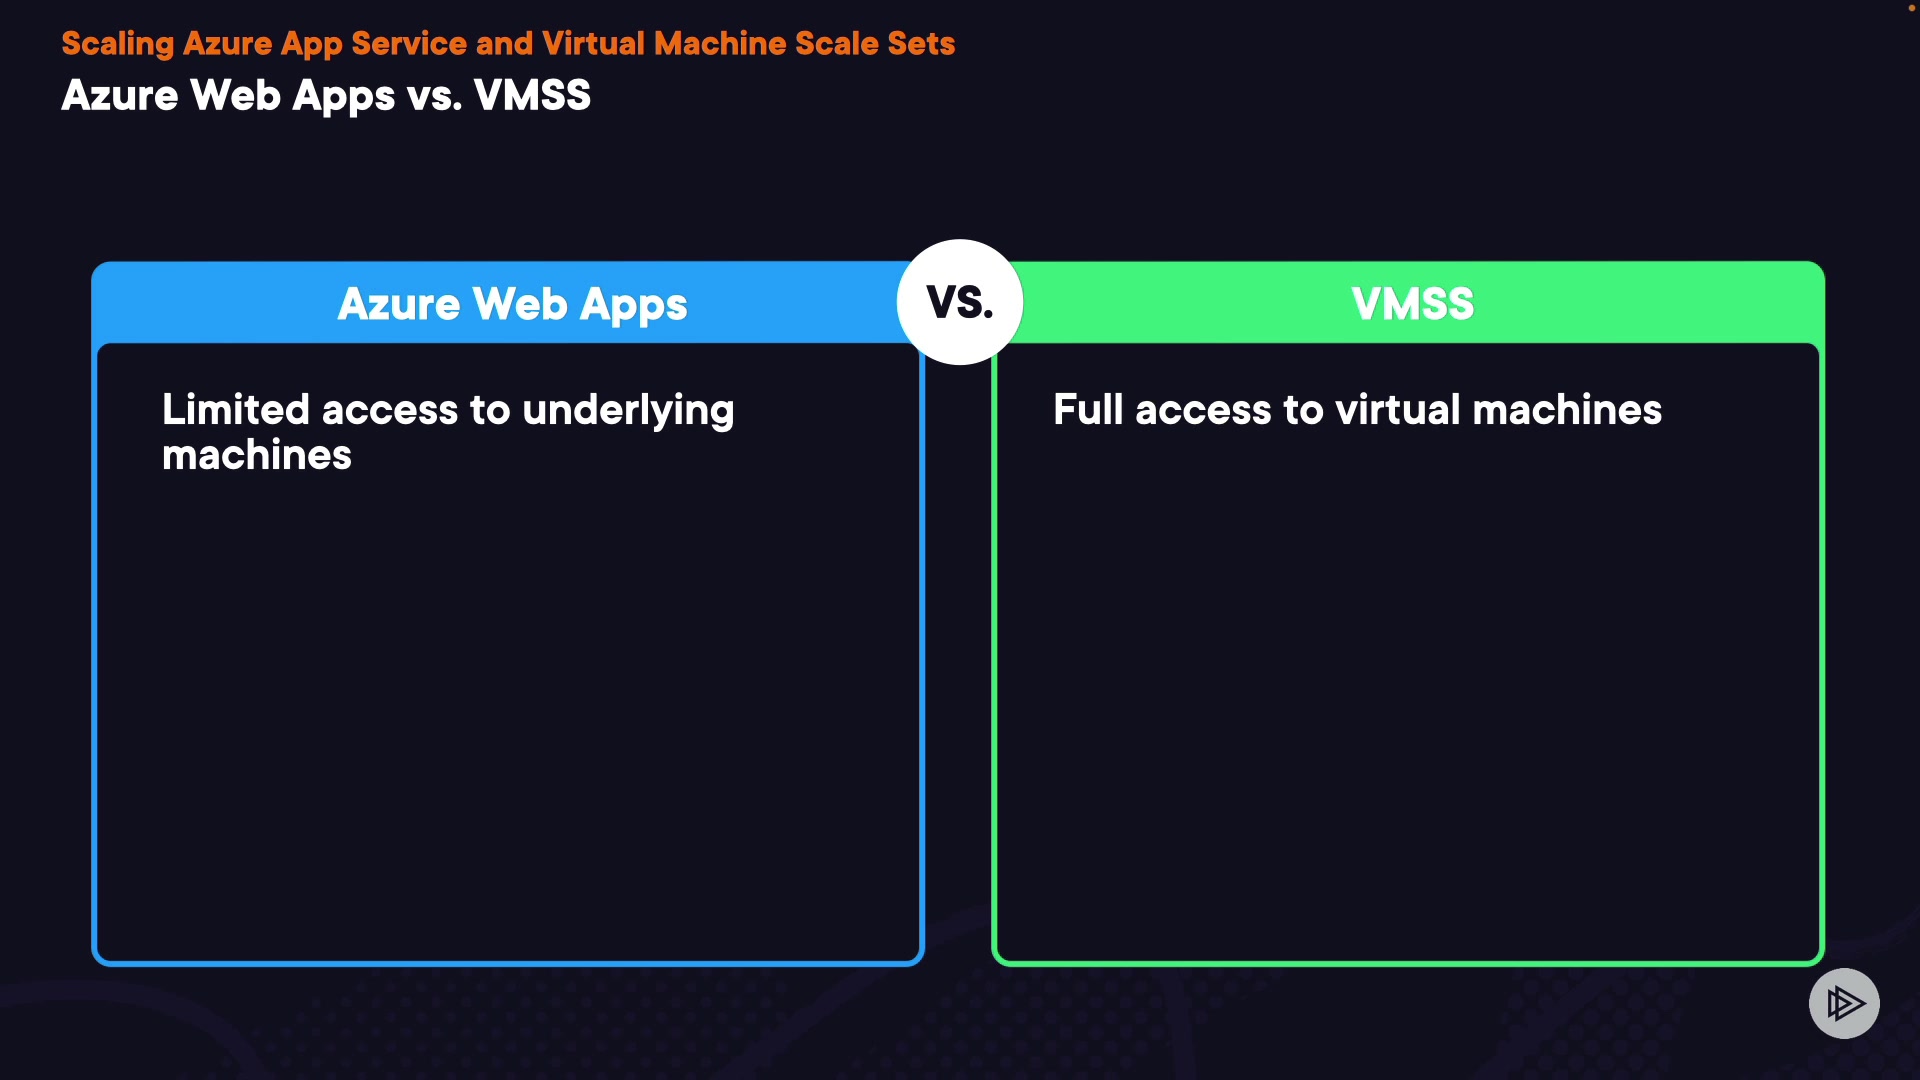 Scaling Azure App Service and Virtual Machine Scale Sets
Azure Web Apps vs. VMSS
Azure Web Apps
VS.
VMSS
Limited access to underlying
machines
Full access to virtual machines